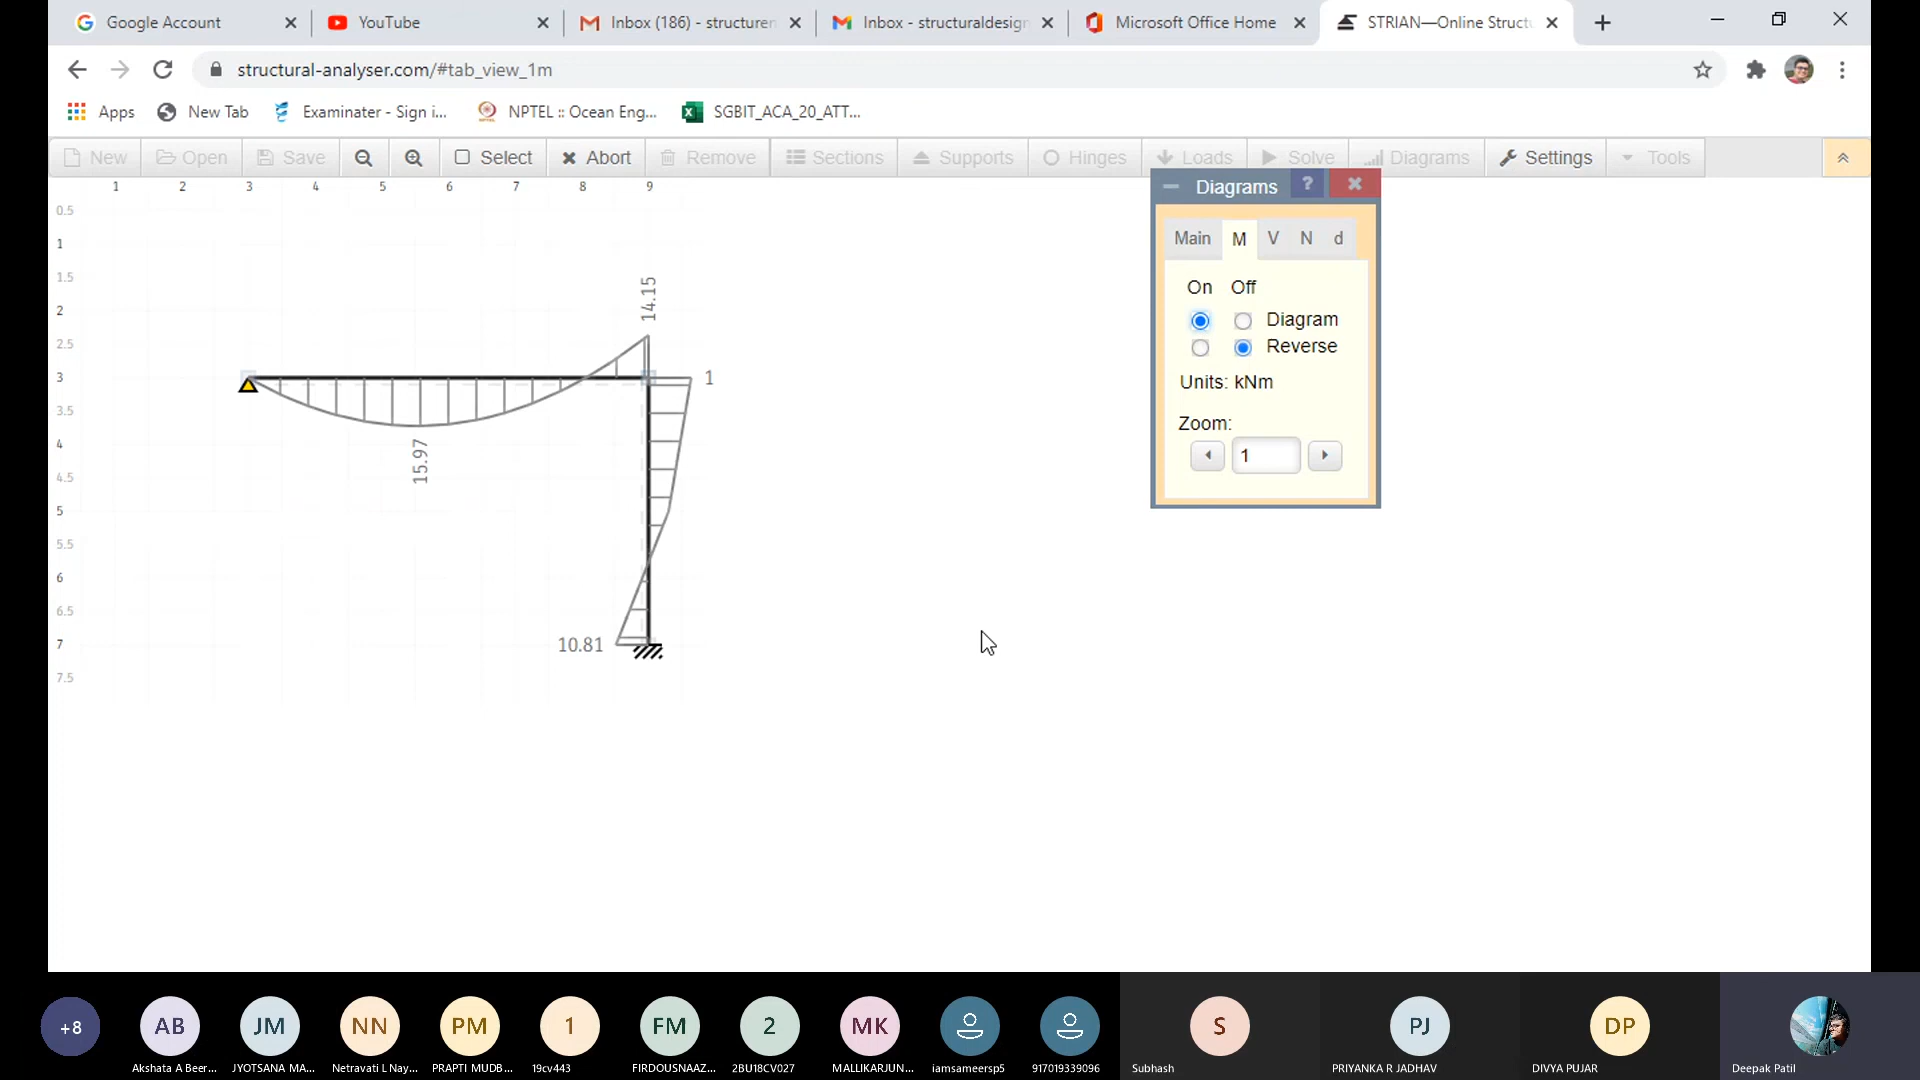 Google Account
YouTube
Inbox (186) - structurer
Inbox - structuraldesign
Microsoft Office Home
STRIAN—Online Structu
structural-analyser.com/#tab_view_1m
Apps
New Tab
Examinater - Sign i...
NPTEL :: Ocean Eng...
SGBIT_ACA_20_ATT...
New
Open
Save
Select
Abort
Remove
Sections
Supports
Hinges
Loads
Solve
Diagrams
Settings
Tools
1 2 3 4 5 6 7 8 9
0.5
1
1.5
2
2.5
3
3.5
4
4.5
5
5.5
6
6.5
7
7.5
14.15
1
15.97
10.81
Diagrams ?
Main M V N d
On Off
Diagram
Reverse
Units: kNm
Zoom:
1
+8
AB
JM
NN
PM
1
FM
2
MK
S
PJ
DP
Akshata A Beer...
JYOTSANA MA...
Netravati L Nay...
PRAPTI MUDB...
19cv443
FIRDOUSNAAZ...
2BU18CV027
MALLIKARJUN...
iamsameersp5
917019339096
Subhash
PRIYANKA R JADHAV
DIVYA PUJAR
Deepak Patil